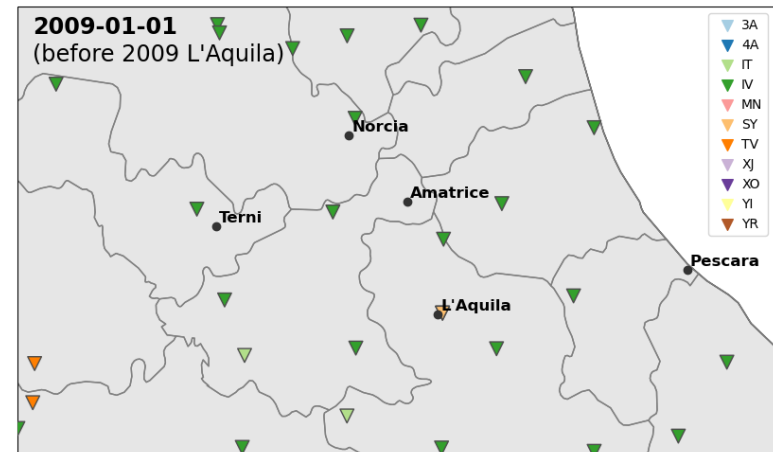 2009-01-01
(before 2009 L'Aquila)
3A
4A
IT
IV
MN
SY
TV
XJ
XO
YI
YR
Norcia
Amatrice
Terni
Pescara
L'Aquila